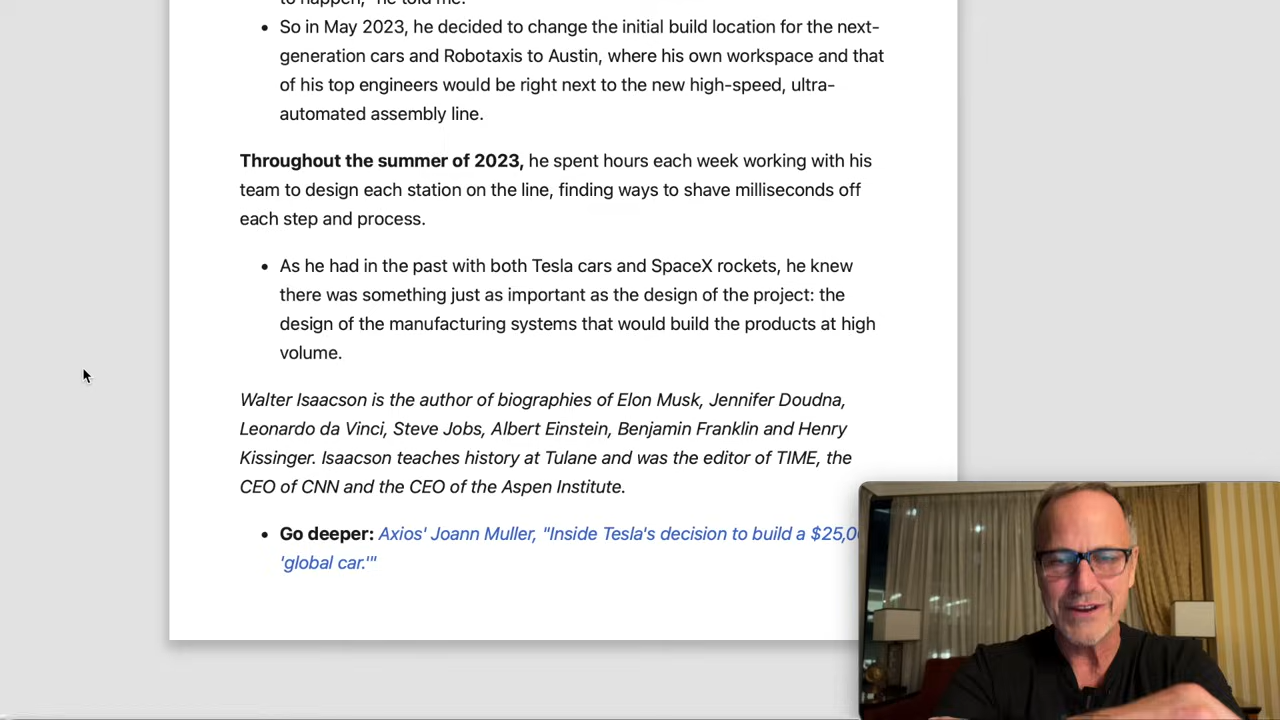 So in May 2023, he decided to change the initial build location for the next-
generation cars and Robotaxis to Austin, where his own workspace and that
of his top engineers would be right next to the new high-speed, ultra-
automated assembly line.
Throughout the summer of 2023, he spent hours each week working with his
team to design each station on the line, finding ways to shave milliseconds off
each step and process.
As he had in the past with both Tesla cars and SpaceX rockets, he knew
there was something just as important as the design of the project: the
design of the manufacturing systems that would build the products at high
volume.
Walter Isaacson is the author of biographies of Elon Musk, Jennifer Doudna,
Leonardo da Vinci, Steve Jobs, Albert Einstein, Benjamin Franklin and Henry
Kissinger. Isaacson teaches history at Tulane and was the editor of TIME, the
CEO of CNN and the CEO of the Aspen Institute.
Go deeper: Axios' Joann Muller, "Inside Tesla's decision to build a $25,0
'global car.'"